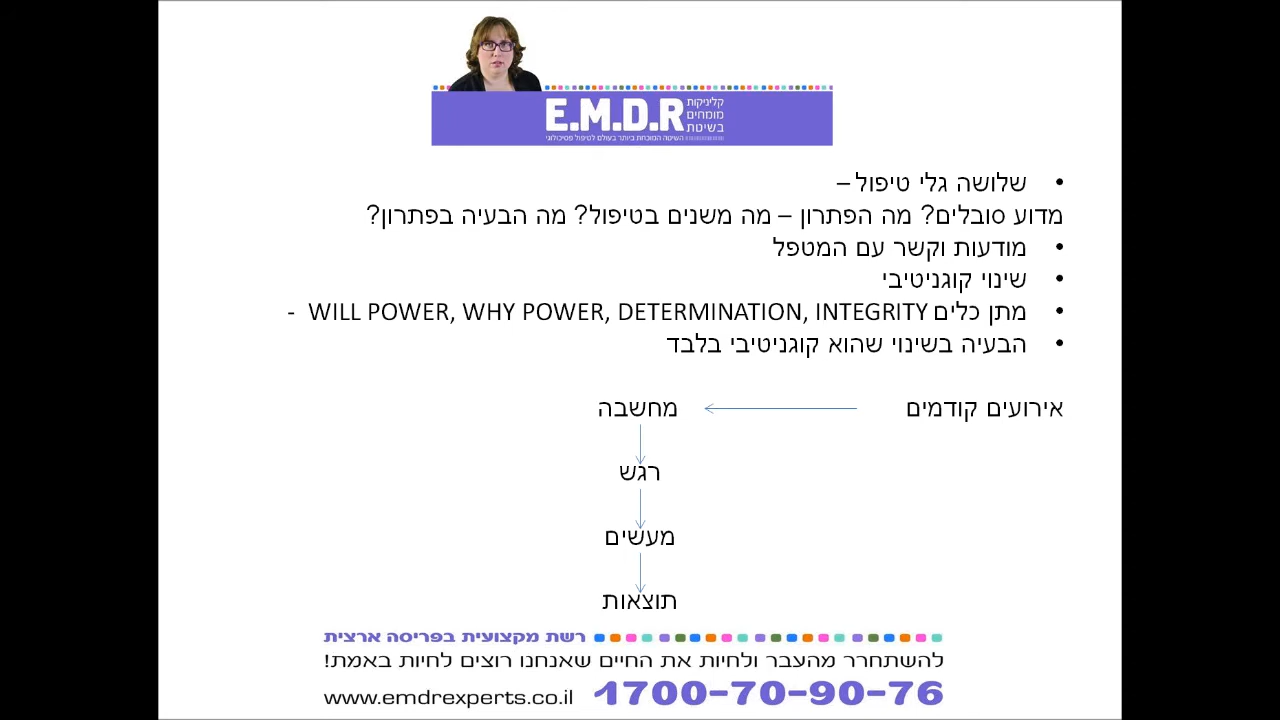 E.M.D.R
קליניקות
מומחים
בשיטת
השיטה המוכחת ביותר בעולם לטיפול פסיכולוגי
• שלושה גלי טיפול –
מדוע סובלים? מה הפתרון – מה משנים בטיפול? מה הבעיה בפתרון?
• מודעות וקשר עם המטפל
• שינוי קוגניטיבי
• מתן כלים WILL POWER, WHY POWER, DETERMINATION, INTEGRITY -
• הבעיה בשינוי שהוא קוגניטיבי בלבד
אירועים קודמים
מחשבה
רגש
מעשים
תוצאות
רשת מקצועית בפריסה ארצית
להשתחרר מהעבר ולחיות את החיים שאנחנו רוצים לחיות באמת!
www.emdrexperts.co.il 1700-70-90-76